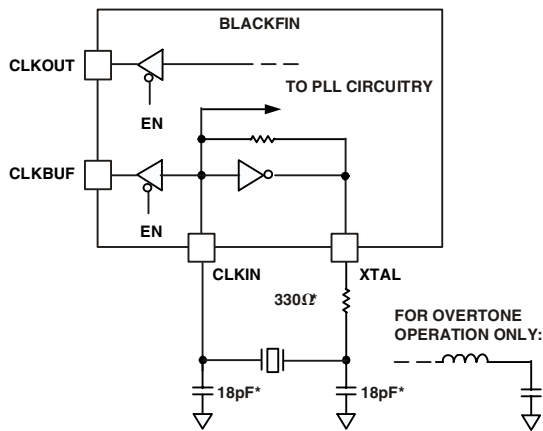 BLACKFIN
CLKOUT
TO PLL CIRCUITRY
EN
CLKBUF
EN
CLKIN
XTAL
330Ω*
FOR OVERTONE
OPERATION ONLY:
18pF*
18pF*